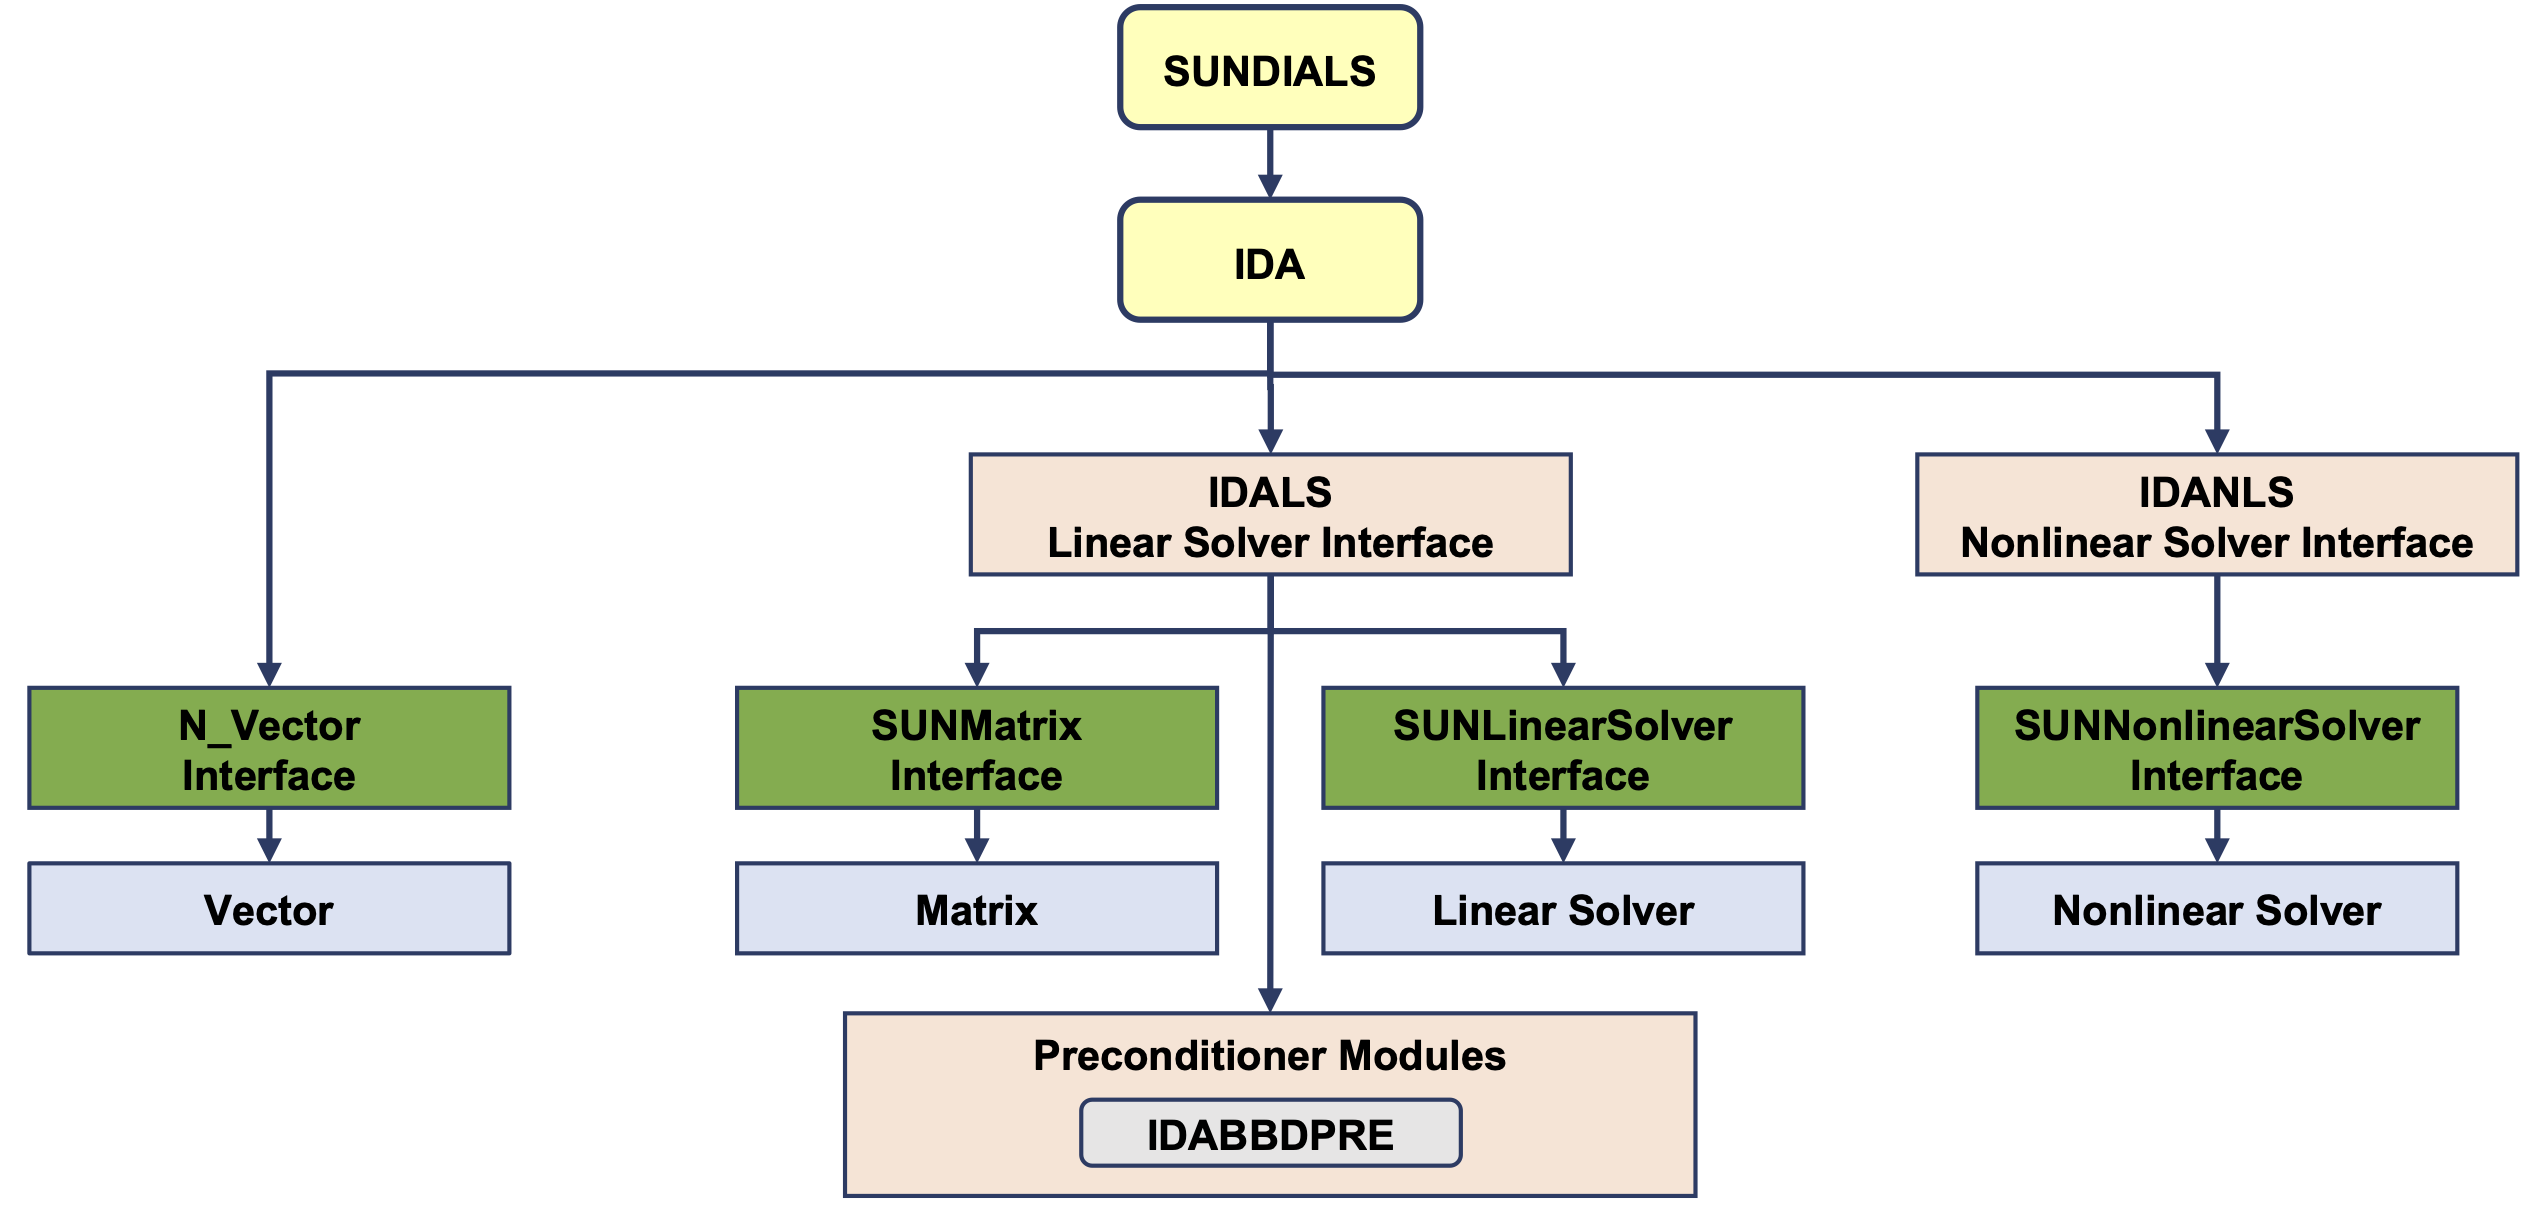 SUNDIALS
IDA
IDALS
Linear Solver Interface
IDANLS
Nonlinear Solver Interface
N_Vector
Interface
SUNMatrix
Interface
SUNLinearSolver
Interface
SUNNonlinearSolver
Interface
Vector
Matrix
Linear Solver
Nonlinear Solver
Preconditioner Modules
IDABBDPRE